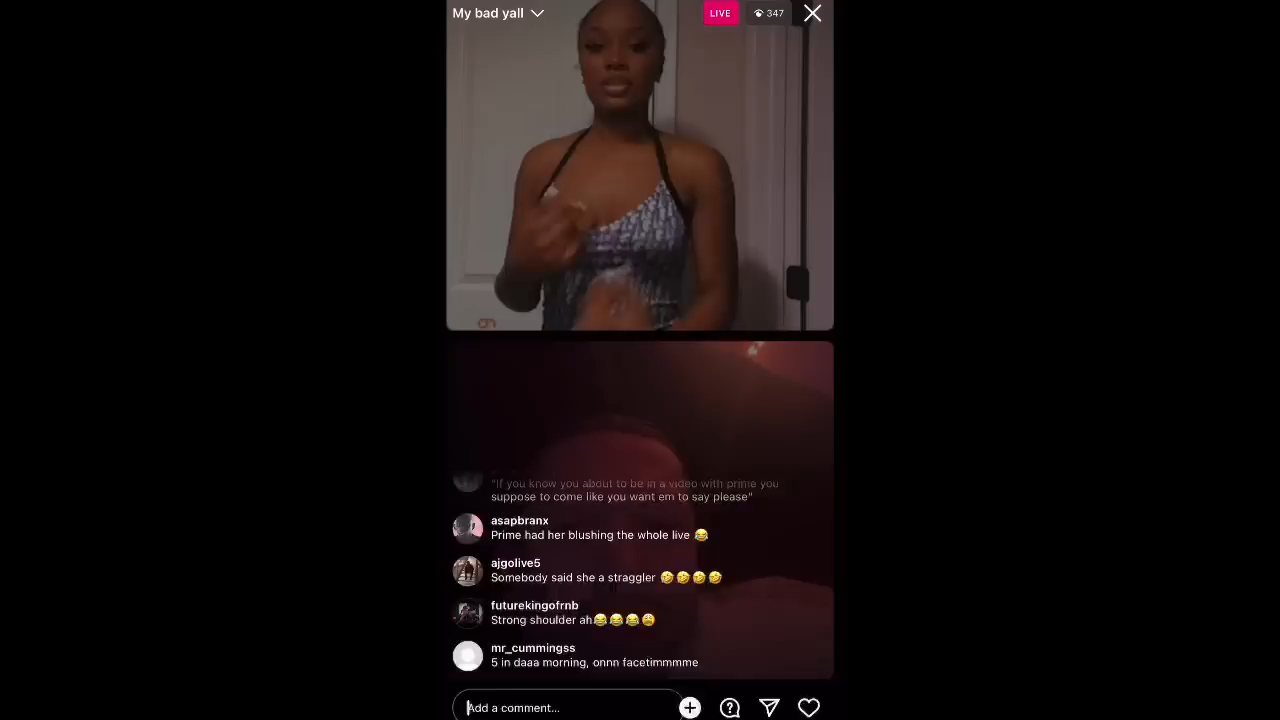 My bad yall
LIVE
347
"If you know you about to be in a video with prime you
suppose to come like you want em to say please"
asapbranx
Prime had her blushing the whole live 😂
ajgolive5
Somebody said she a straggler 🤣🤣🤣🤣
futurekingofrnb
Strong shoulder ah😂😂😂😩
mr_cummingss
5 in daaa morning, onnn facetimmmme
Add a comment...